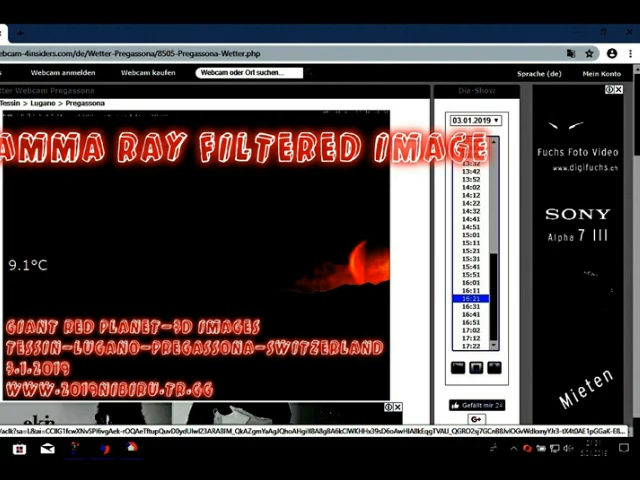 ebcam-4insiders.com/de/Wetter-Pregassona/8505-Pregassona-Wetter.php
Webcam anmelden
Webcam kaufen
Webcam oder Ort suchen...
Sprache (de)
Mein Konto
etter Webcam Pregassona
Dia-Show
Tessin > Lugano > Pregassona
03.01.2019
AMMA RAY FILTERED IMAGE
13:32
13:42
13:52
14:02
14:12
14:22
14:32
14:41
14:51
15:01
15:11
15:21
15:31
15:41
15:51
16:01
16:11
16:21
16:31
16:41
16:51
17:02
17:12
17:22
9.1°C
GIANT RED PLANET-3D IMAGES
TESSIN-LUGANO-PREGASSONA-SWITZERLAND
3.1.2019
WWW.2019NIBIRU.TR.GG
Gefällt mir 24
G+
Fuchs Foto Video
www.digifuchs.ch
SONY
Alpha 7 III
Mieten